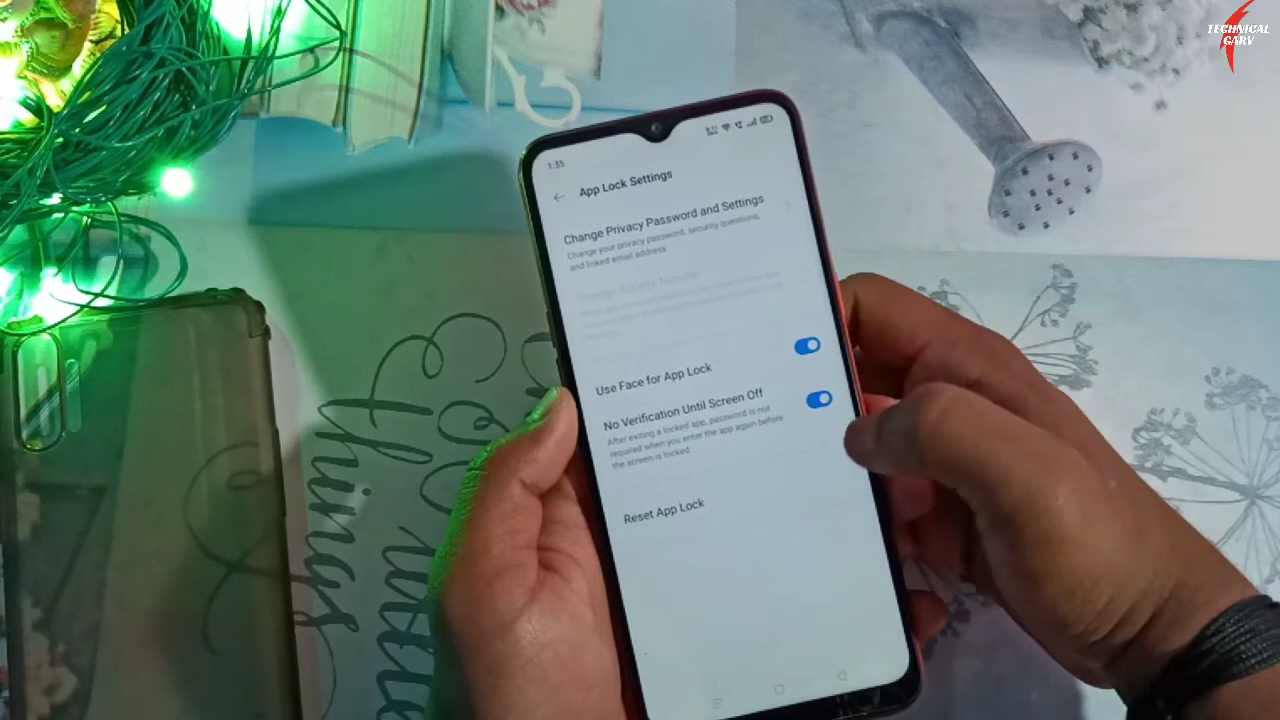 TECHNICAL
GARV
1:35
App Lock Settings
Change Privacy Password and Settings
Change your privacy password, security questions,
and linked email address
Use Face for App Lock
No Verification Until Screen Off
After exiting a locked app, password is not
required when you enter the app again before
the screen is locked.
Reset App Lock
things